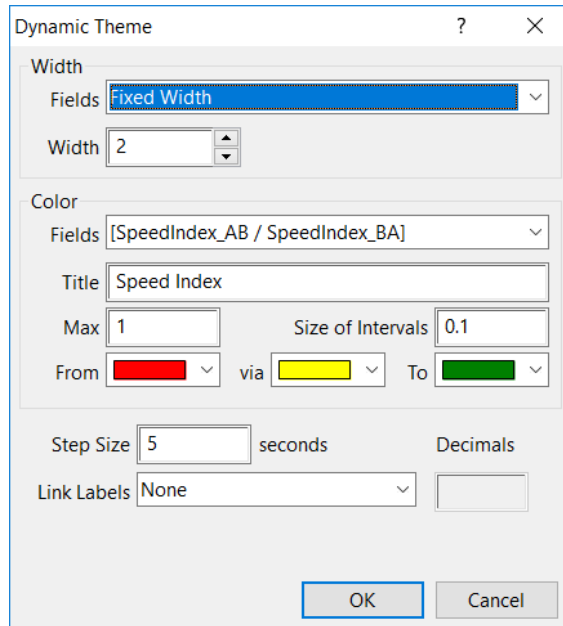 Dynamic Theme ?
Width
Fields Fixed Width
Width 2
Color
Fields [SpeedIndex_AB / SpeedIndex_BA]
Title Speed Index
Max 1 Size of Intervals 0.1
From via To
Step Size 5 seconds Decimals
Link Labels None
OK Cancel